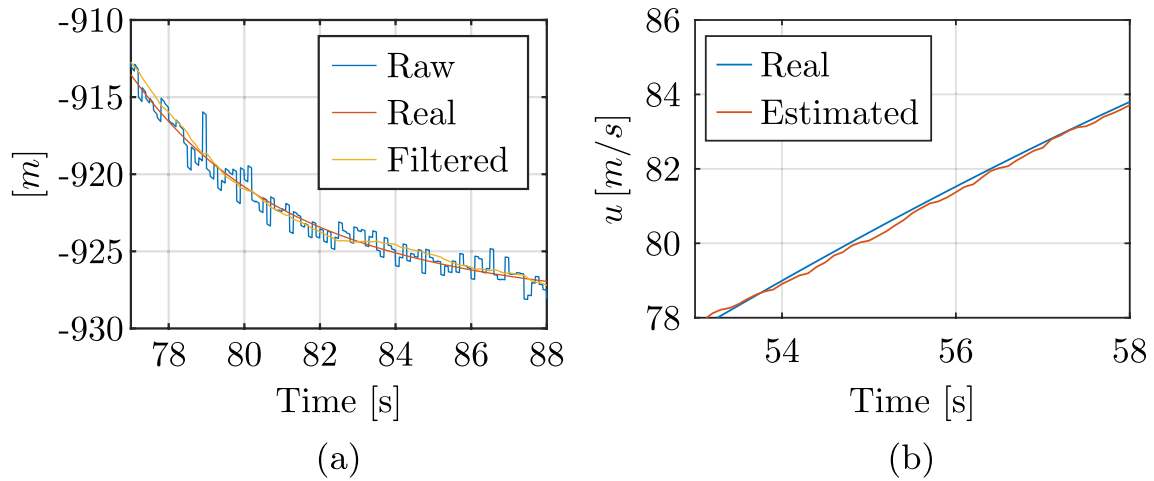 -910
-915
-920
-925
-930
[m]
Raw
Real
Filtered
78 80 82 84 86 88
Time [s]
(a)
86
84
82
80
78
u [m/s]
Real
Estimated
54 56 58
Time [s]
(b)